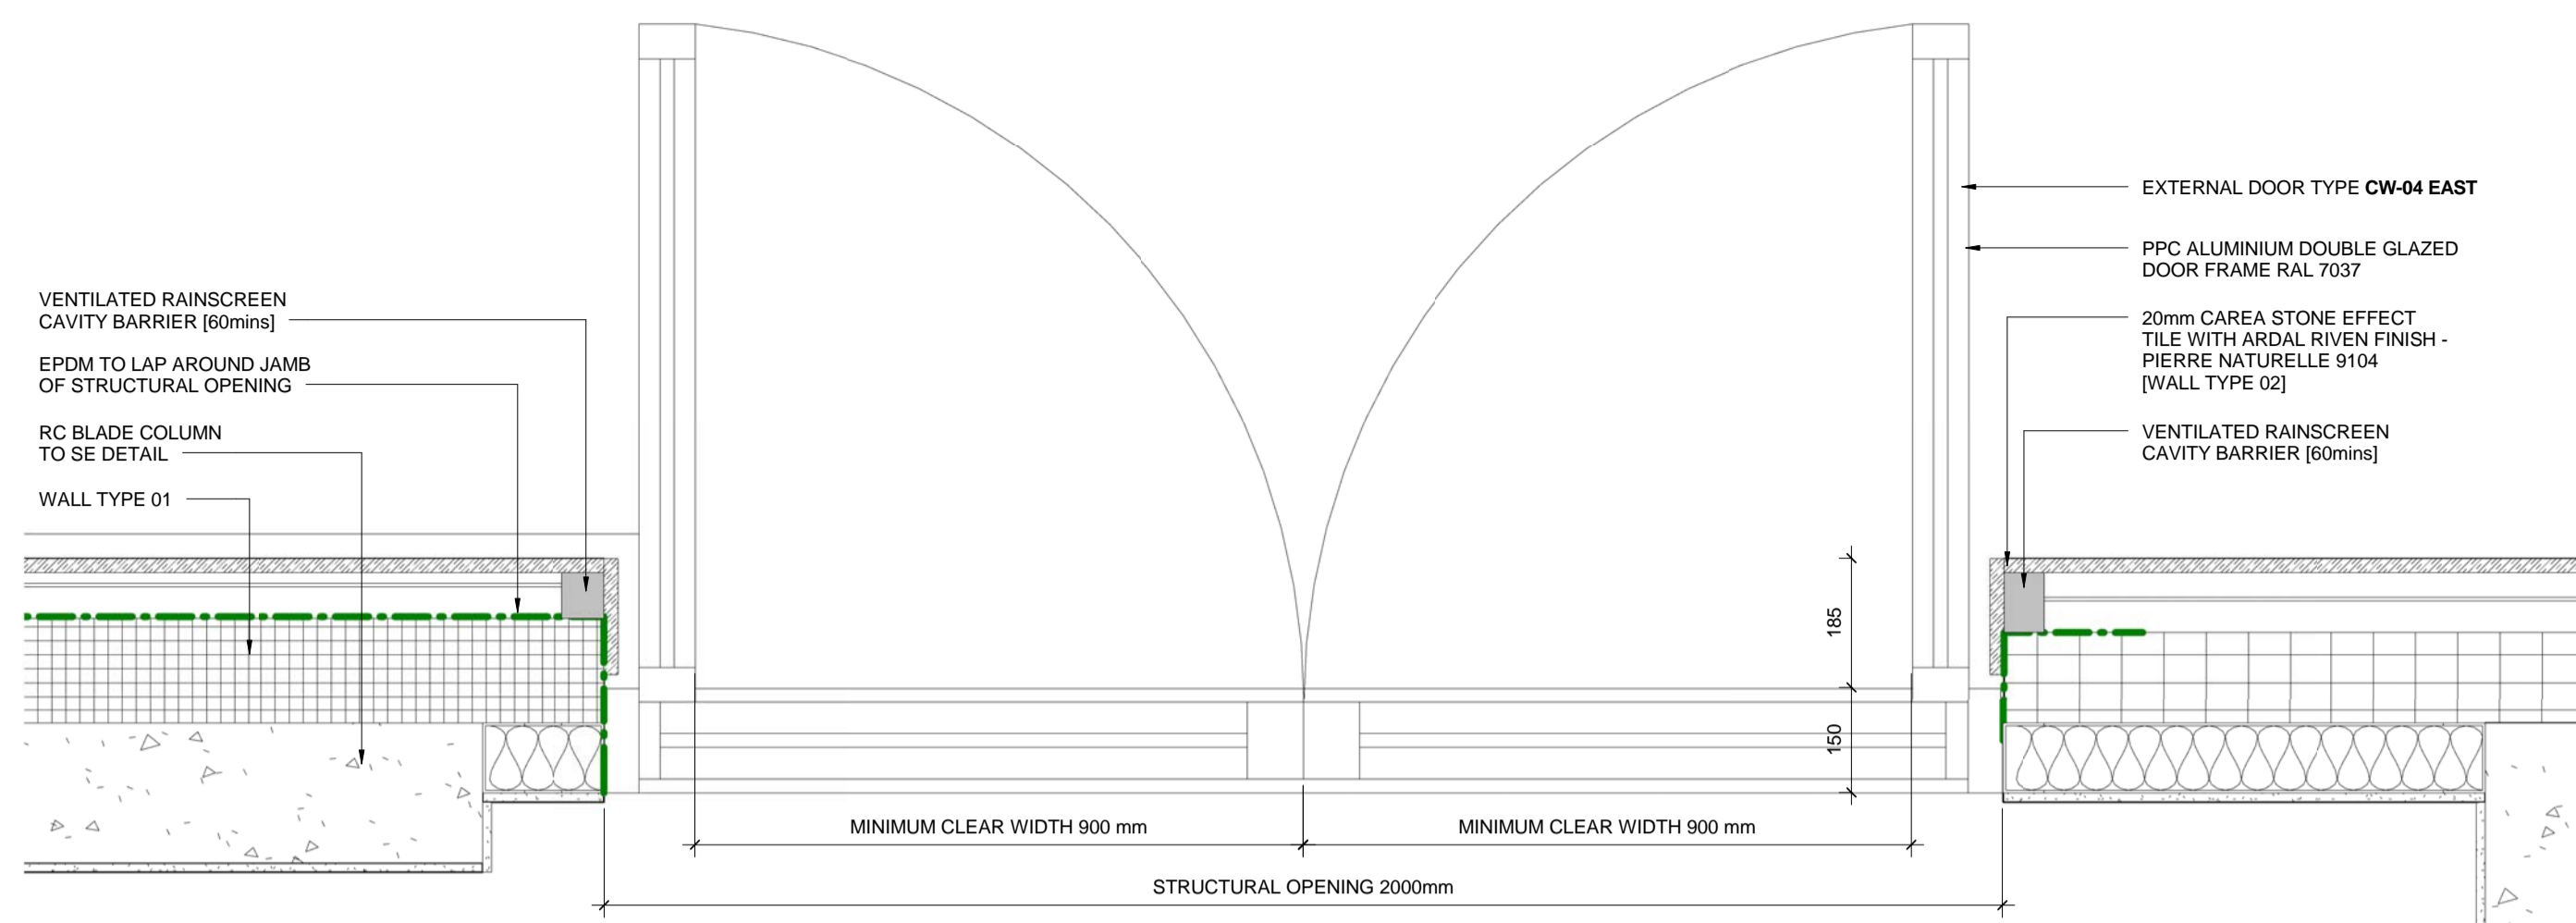 VENTILATED RAINSCREEN
CAVITY BARRIER [60mins]
EPDM TO LAP AROUND JAMB
OF STRUCTURAL OPENING
RC BLADE COLUMN
TO SE DETAIL
WALL TYPE 01
EXTERNAL DOOR TYPE CW-04 EAST
PPC ALUMINIUM DOUBLE GLAZED
DOOR FRAME RAL 7037
20mm CAREA STONE EFFECT
TILE WITH ARDAL RIVEN FINISH -
PIERRE NATURELLE 9104
[WALL TYPE 02]
VENTILATED RAINSCREEN
CAVITY BARRIER [60mins]
185
150
MINIMUM CLEAR WIDTH 900 mm
MINIMUM CLEAR WIDTH 900 mm
STRUCTURAL OPENING 2000mm